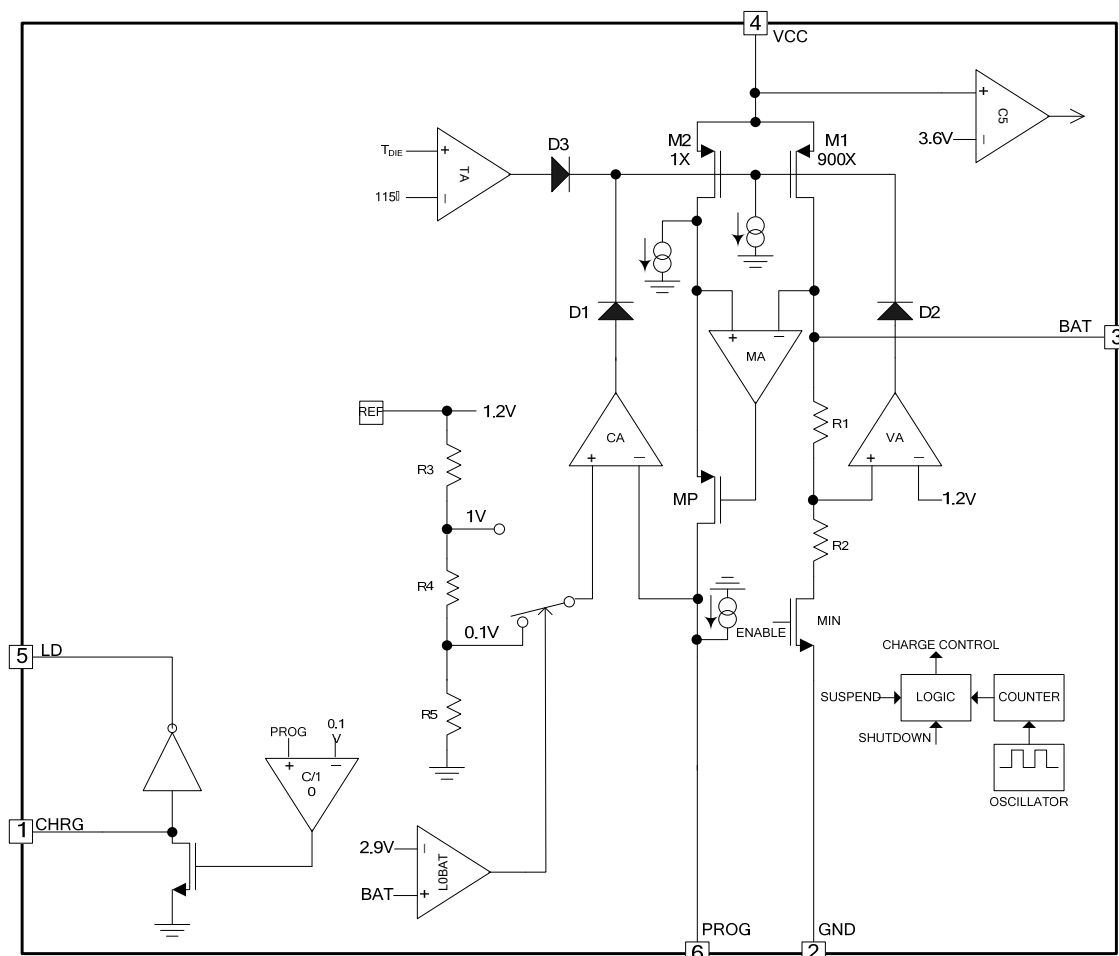 4
VCC
+
C5
3.6V
−
M2
1X
M1
900X
D3
TDIE
+
TA
115▯
−
D1
D2
BAT
3
+
−
MA
REF
1.2V
R3
CA
+
−
R1
VA
+
−
1.2V
MP
1V
R2
R4
0.1V
ENABLE
MIN
5
LD
CHARGE CONTROL
SUSPEND
LOGIC
COUNTER
SHUTDOWN
OSCILLATOR
R5
PROG
0.1
V
+
−
C/1
0
1
CHRG
2.9V
−
L0BAT
BAT
+
PROG
6
GND
2